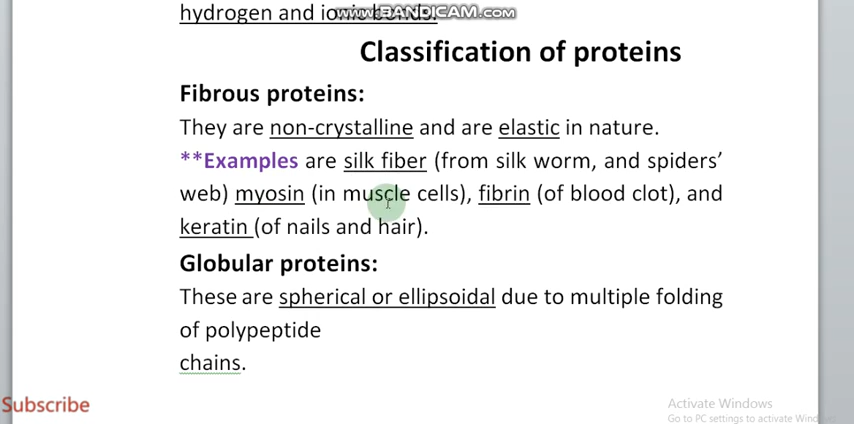 www.BANDICAM.com
hydrogen and ionic bonds.
Classification of proteins
Fibrous proteins:
They are non-crystalline and are elastic in nature.
**Examples are silk fiber (from silk worm, and spiders’
web) myosin (in muscle cells), fibrin (of blood clot), and
keratin (of nails and hair).
Globular proteins:
These are spherical or ellipsoidal due to multiple folding
of polypeptide
chains.
Subscribe
Activate Windows
Go to PC settings to activate Win